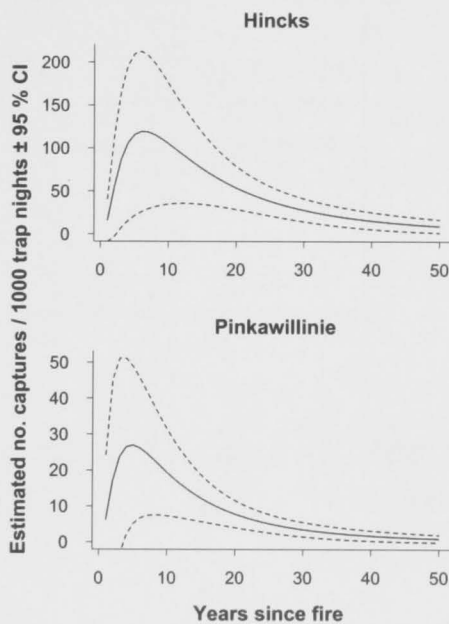 Hincks
200
150
100
50
0
0 10 20 30 40 50
Pinkawillinie
50
40
30
20
10
0
0 10 20 30 40 50
Years since fire
Estimated no. captures / 1000 trap nights ± 95 % CI